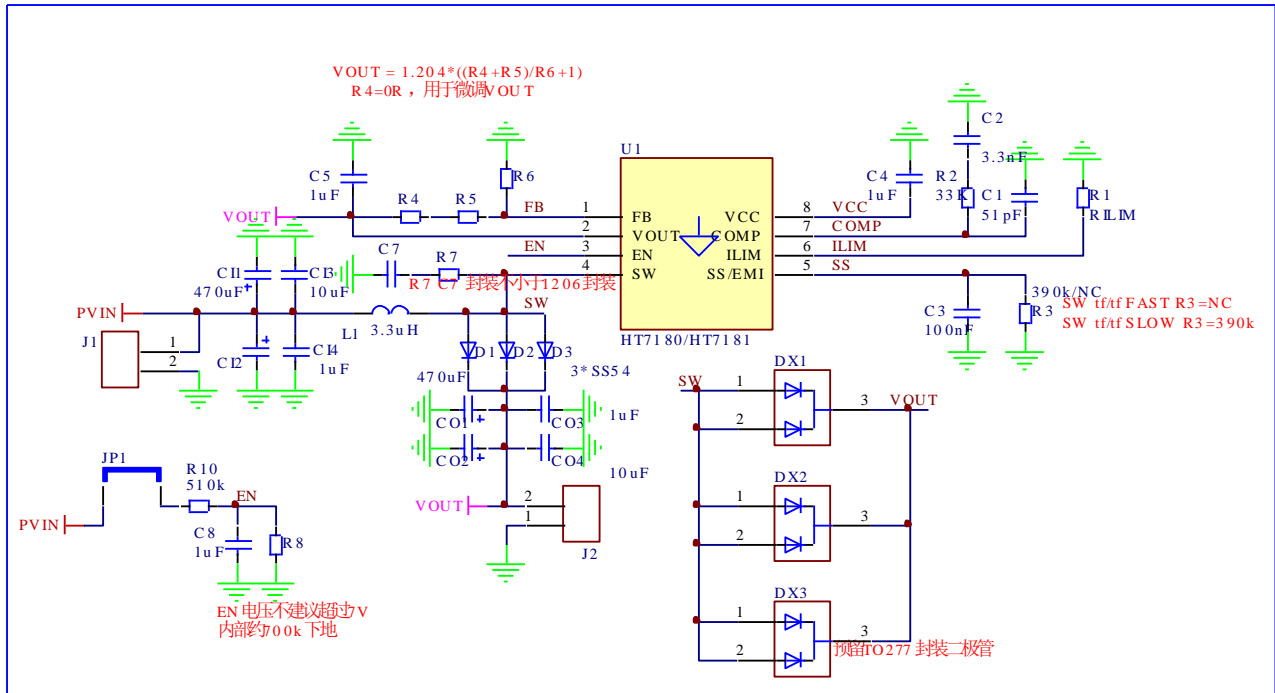 VOUT = 1.204*((R4+R5)/R6+1)
R4=0R ，用于微调VOUT
U1
C5
1uF
R6
R4
R5
FB
VOUT
1
2
3
4
FB
VOUT
EN
SW
VCC
COMP
ILIM
SS/EMI
8
7
6
5
VCC
COMP
ILIM
SS
HT7180/HT7181
C4
1uF
C2
3.3nF
R2
33K
C1
51pF
R1
RILIM
EN
C7
R7
R7 C7 封装不小于1206封装
CI1
470uF
CI3
10uF
PVIN
SW
L1
3.3uH
J1
1
2
CI2
CI4
1uF
D1
D2
D3
3*SS54
470uF
CO1
CO3
1uF
CO2
CO4
10uF
C3
100nF
390k/NC
R3
SW tf/tf FAST R3=NC
SW tf/tf SLOW R3=390k
VOUT
2
1
J2
JP1
R10
510k
EN
PVIN
C8
1uF
R8
EN 电压不建议超过7V
内部约700k 下地
SW
DX1
1
2
3
VOUT
DX2
1
2
3
DX3
1
2
3
预留TO277 封装二极管